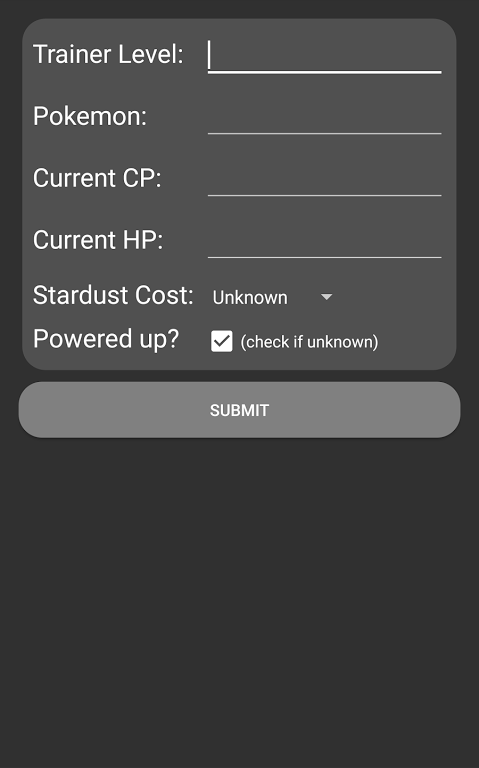 Trainer Level:
Pokemon:
Current CP:
Current HP:
Stardust Cost: Unknown
Powered up? (check if unknown)
SUBMIT